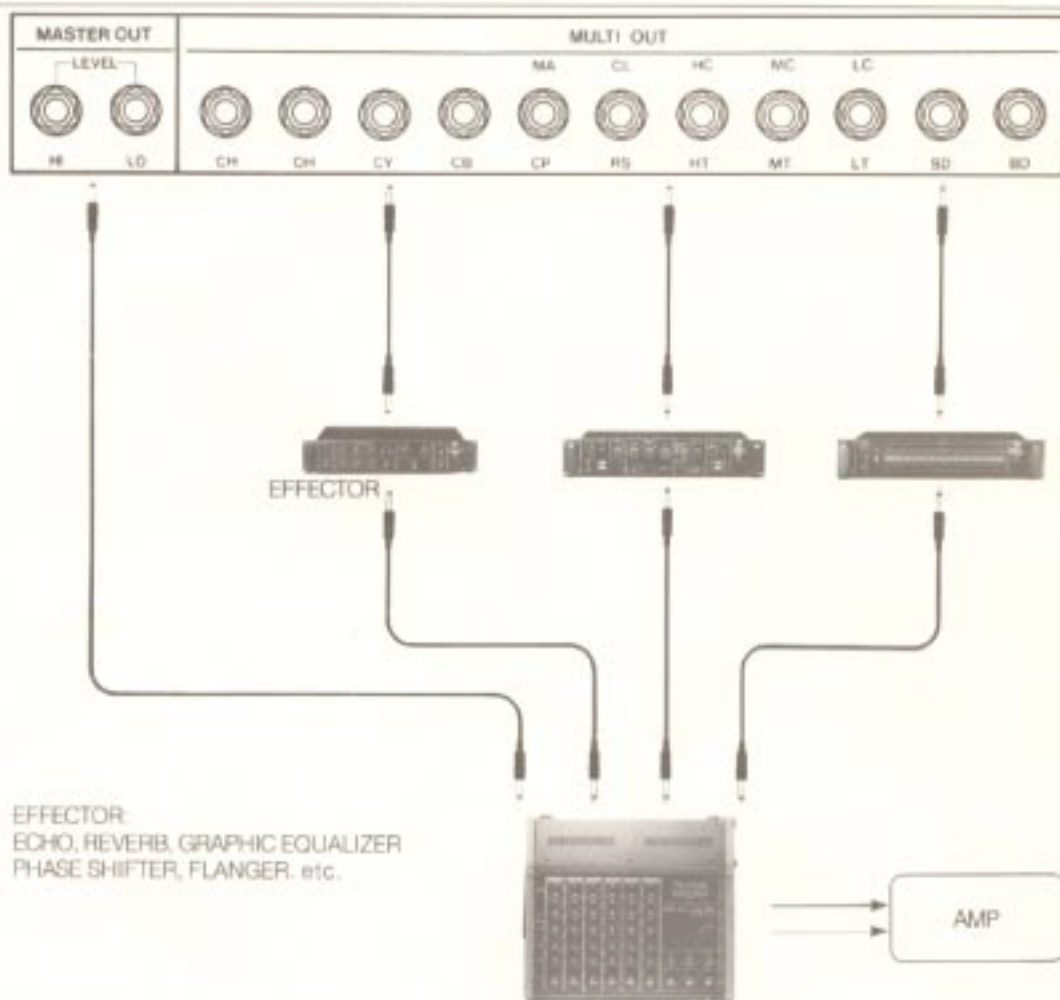 MASTER OUT
MULTI OUT
LEVEL
MA CL HC MC LC
HI LO CH OH CY CB CP RS HT MT LT SD BD
EFFECTOR
EFFECTOR:
ECHO, REVERB, GRAPHIC EQUALIZER
PHASE SHIFTER, FLANGER. etc.
AMP